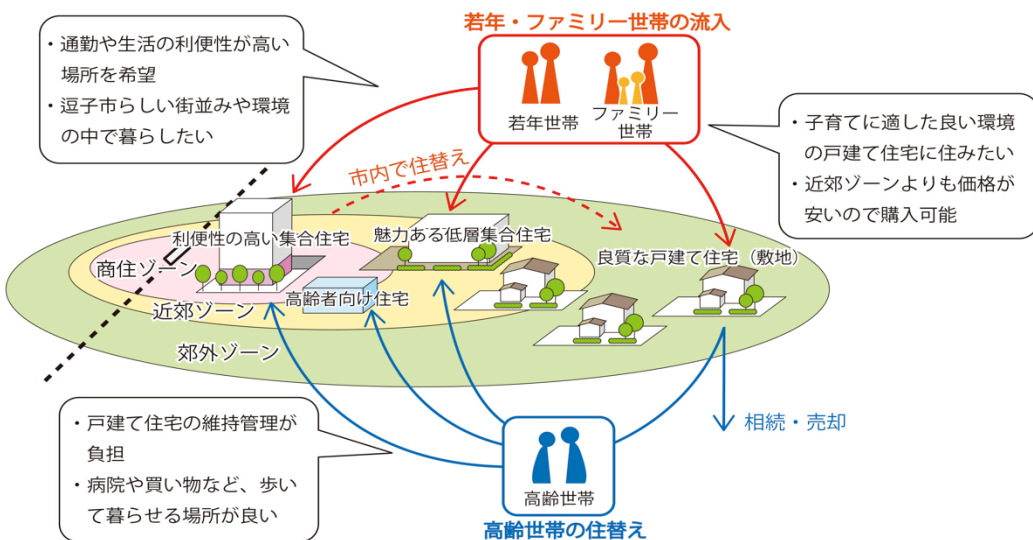 若年・ファミリー世帯の流入
・通勤や生活の利便性が高い
場所を希望
・逗子市らしい街並みや環境
の中で暮らしたい
若年世帯
ファミリー
世帯
・子育てに適した良い環境
の戸建て住宅に住みたい
・近郊ゾーンよりも価格が
安いので購入可能
市内で住替え
利便性の高い集合住宅
魅力ある低層集合住宅
良質な戸建て住宅（敷地）
商住ゾーン
高齢者向け住宅
近郊ゾーン
郊外ゾーン
・戸建て住宅の維持管理が
負担
・病院や買い物など、歩い
て暮らせる場所が良い
相続・売却
高齢世帯
高齢世帯の住替え